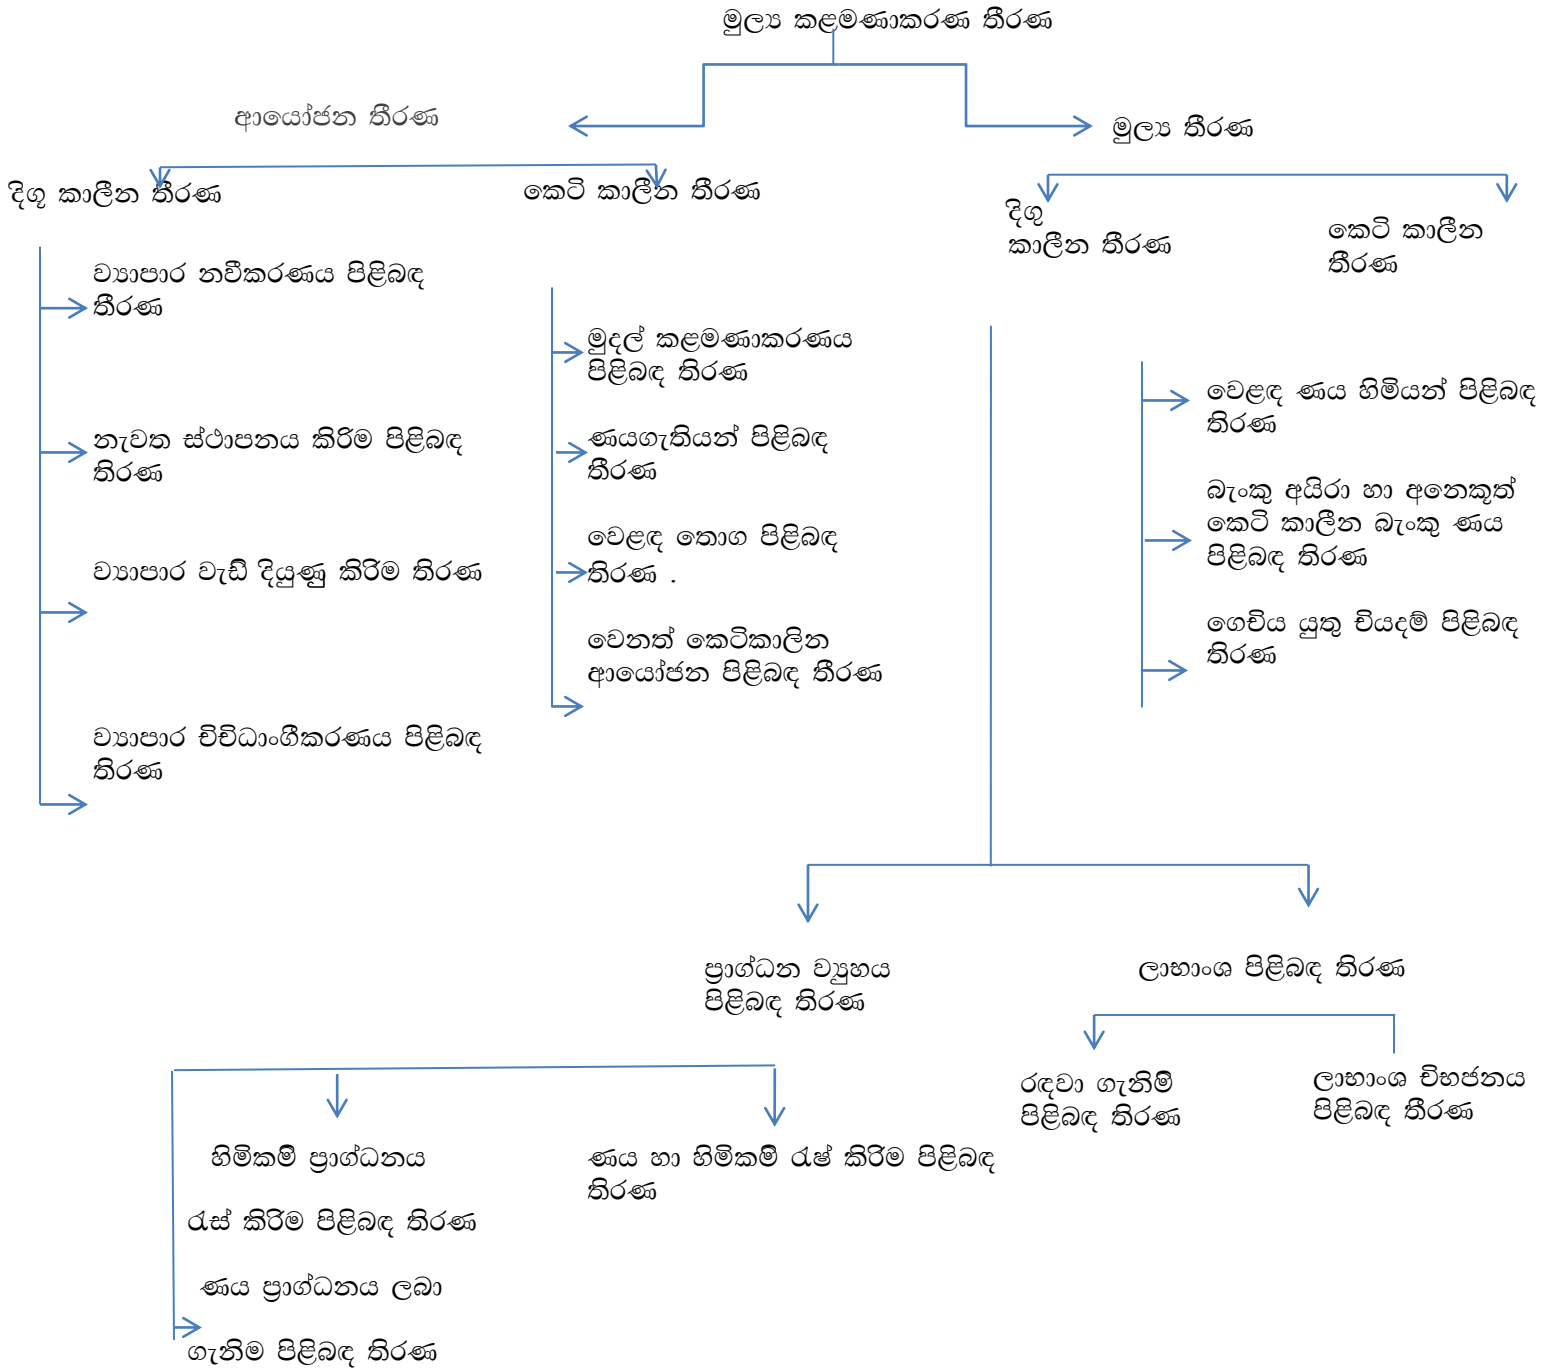 මුල්‍ය කළමණාකරණ තීරණ
ආයෝජන තීරණ
මුල්‍ය තීරණ
දිගූ කාලීන තීරණ
කෙටි කාලීන තීරණ
දිගු
කාලීන තීරණ
කෙටි කාලීන
තීරණ
ව්‍යාපාර නවීකරණය පිළිබඳ
තීරණ
නැවත ස්ථාපනය කිරිම පිළිබඳ
තිරණ
ව්‍යාපාර වැඩි දියුණු කිරිම තිරණ
ව්‍යාපාර විවිධාංගීකරණය පිළිබඳ
තිරණ
මුදල් කළමණාකරණය
පිළිබඳ තිරණ
ණයගැතියන් පිළිබඳ
තීරණ
වෙළඳ තොග පිළිබඳ
තිරණ .
වෙනත් කෙටිකාලින
ආයෝජන පිළිබඳ තීරණ
වෙළඳ ණය හිමියන් පිළිබඳ
තිරණ
බැංකු අයිරා හා අනෙකූත්
කෙටි කාලීන බැංකු ණය
පිළිබඳ තිරණ
ගෙවිය යුතු වියදම් පිළිබඳ
තිරණ
ප්‍රාග්ධන ව්‍යුහය
පිළිබඳ තිරණ
ලාභාංශ පිළිබඳ තිරණ
රඳවා ගැනිම්
පිළිබඳ තිරණ
ලාභාංශ විභජනය
පිළිබඳ තීරණ
හිමිකම් ප්‍රාග්ධනය
රැස් කිරිම පිළිබඳ තිරණ
ණය ප්‍රාග්ධනය ලබා
ගැනිම පිළිබඳ තිරණ
ණය හා හිමිකම් රැෂ් කිරිම පිළිබඳ
තිරණ